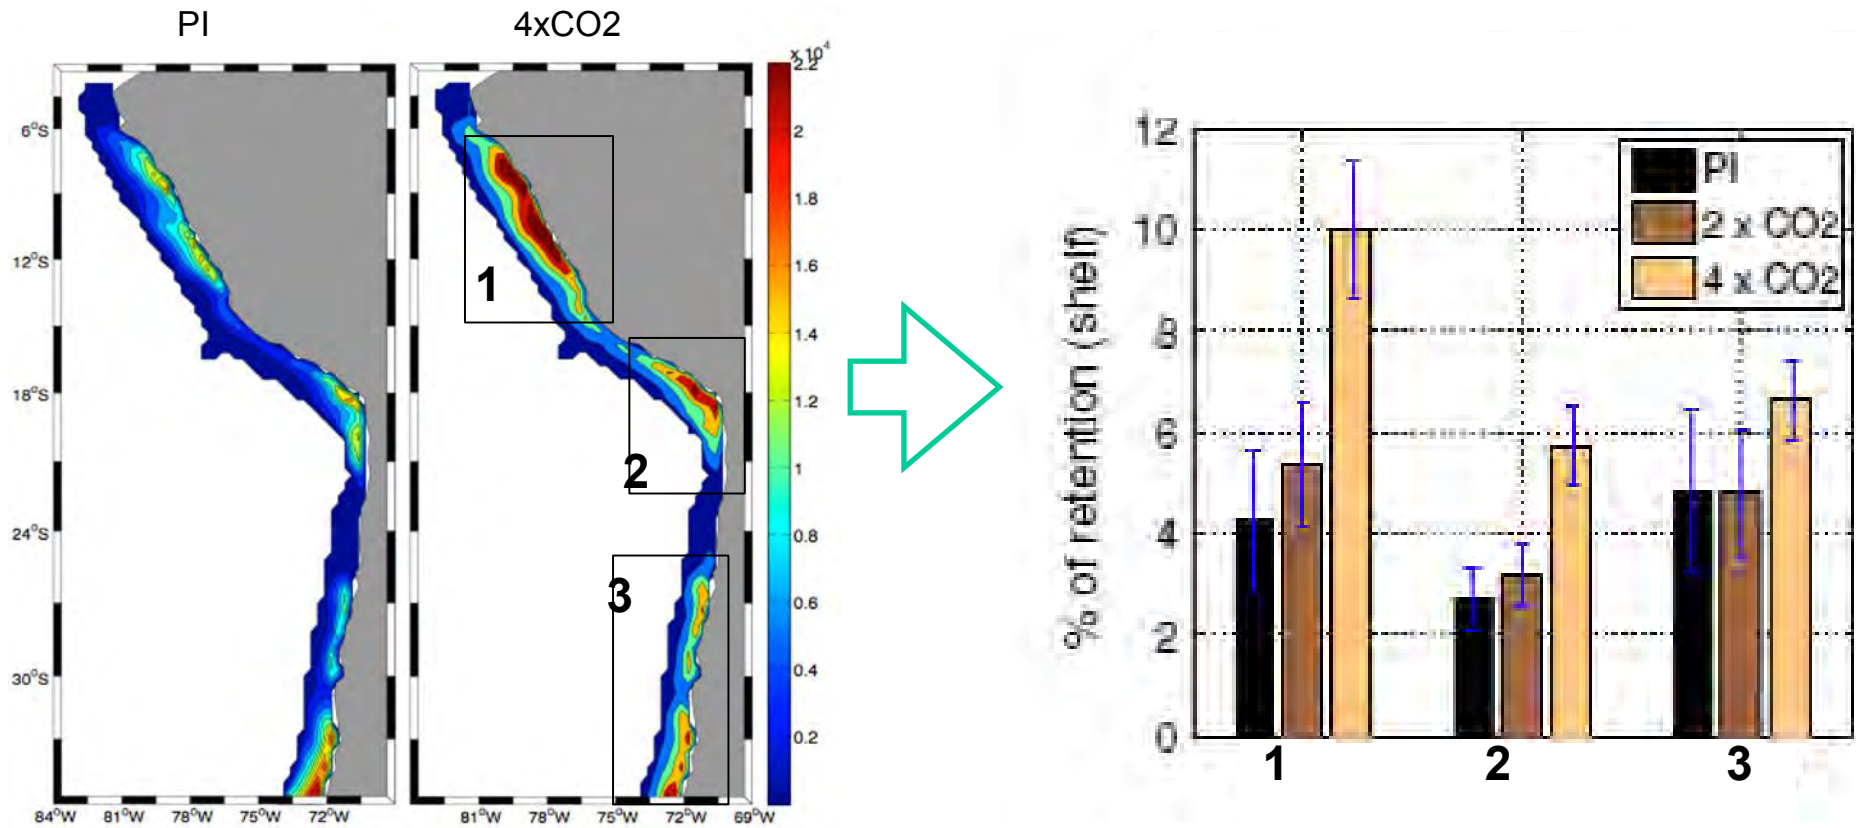 PI
4xCO2
6°S
12°S
18°S
24°S
30°S
84°W 81°W 78°W 75°W 72°W
1
2
3
81°W 78°W 75°W 72°W 69°W
x 10⁴
2.2
2
1.8
1.6
1.4
1.2
1
0.8
0.6
0.4
0.2
% of retention (shelf)
12
10
8
6
4
2
0
PI
2 x CO2
4 x CO2
1 2 3